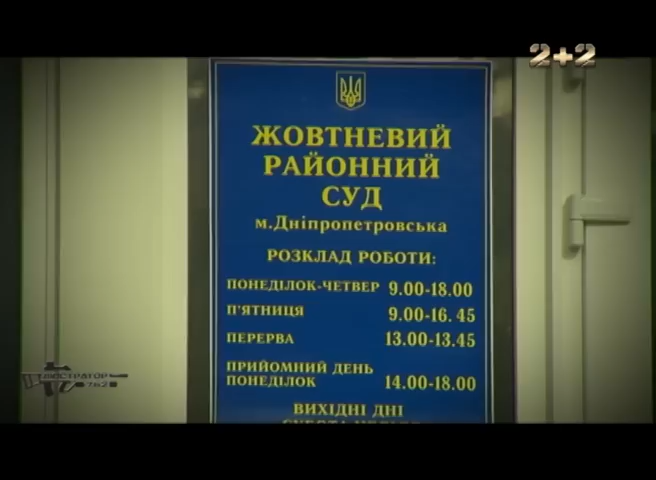 2+2
ЖОВТНЕВИЙ
РАЙОННИЙ
СУД
м.Дніпропетровська
РОЗКЛАД РОБОТИ:
ПОНЕДІЛОК-ЧЕТВЕР 9.00-18.00
П'ЯТНИЦЯ 9.00-16.45
ПЕРЕРВА 13.00-13.45
ПРИЙОМНИЙ ДЕНЬ
ПОНЕДІЛОК 14.00-18.00
ВИХІДНІ ДНІ